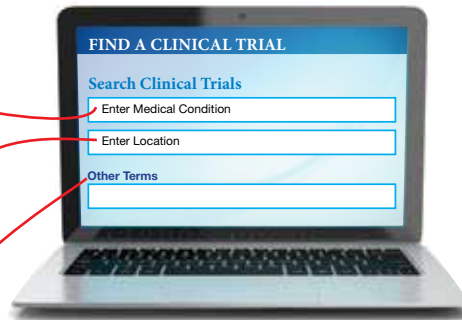 FIND A CLINICAL TRIAL
Search Clinical Trials
Enter Medical Condition
Enter Location
Other Terms